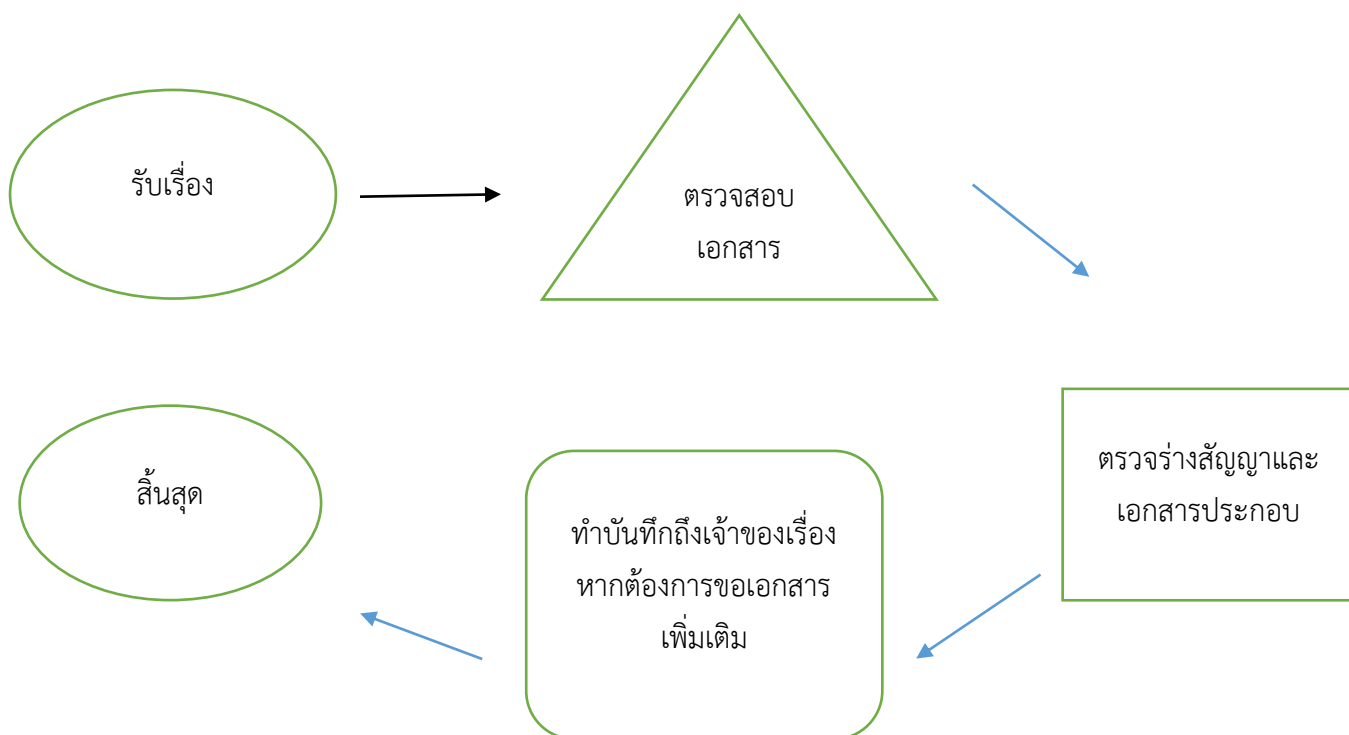 รับเรื่อง
ตรวจสอบ
เอกสาร
ตรวจร่างสัญญาและ
เอกสารประกอบ
ทำบันทึกถึงเจ้าของเรื่อง
หากต้องการขอเอกสาร
เพิ่มเติม
สิ้นสุด